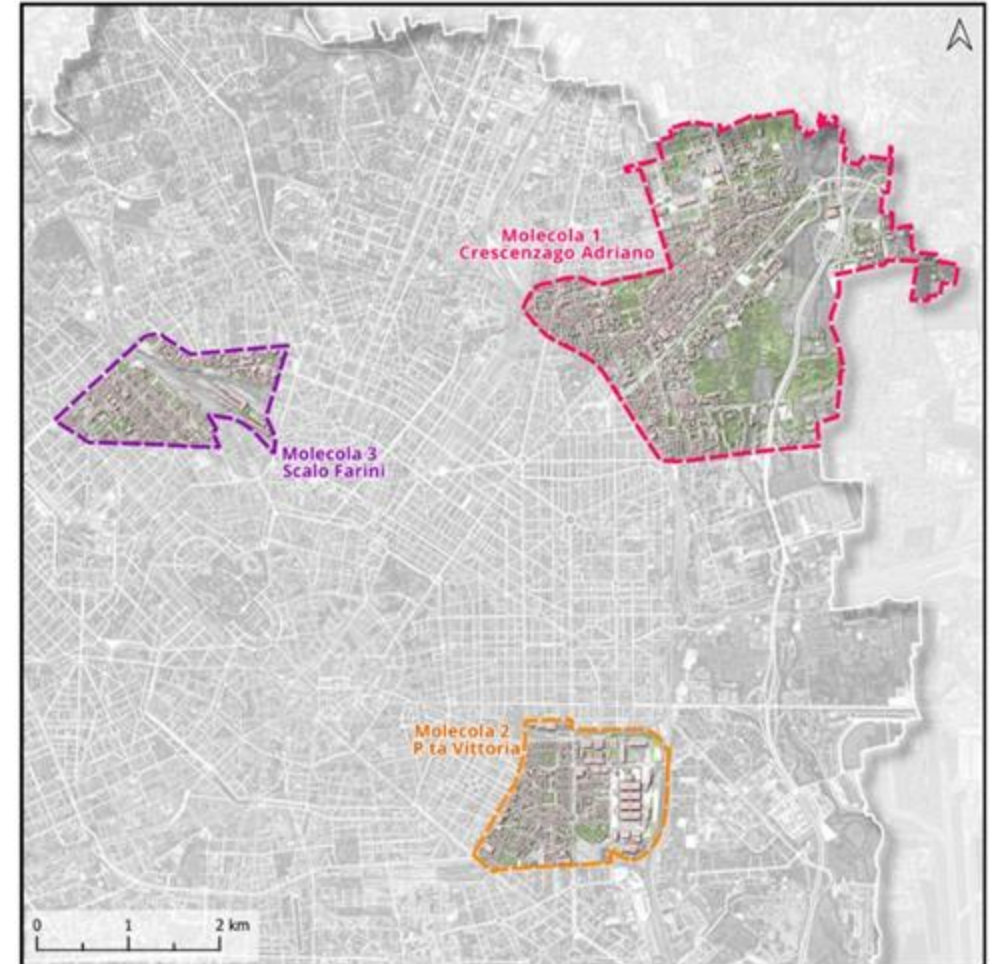 Molecola 1
Crescenzago Adriano
Molecola 3
Scalo Farini
Molecola 2
P.ta Vittoria
0 1 2 km